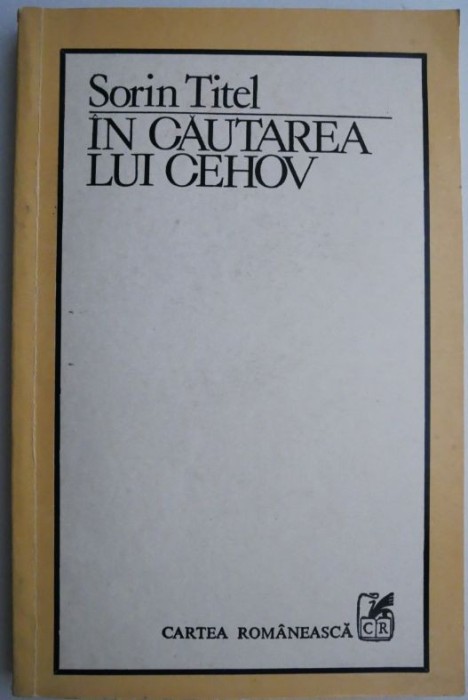 Sorin Titel
ÎN CĂUTAREA
LUI CEHOV
CARTEA ROMÂNEASCĂ
CR